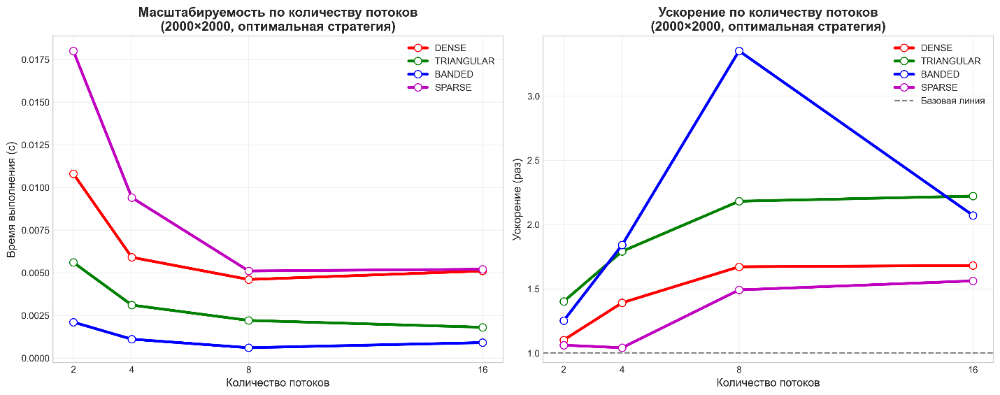 Масштабируемость по количеству потоков
(2000×2000, оптимальная стратегия)
DENSE
TRIANGULAR
BANDED
SPARSE
0.0175
0.0150
0.0125
0.0100
0.0075
0.0050
0.0025
0.0000
Время выполнения (с)
2 4 8 16
Количество потоков
Ускорение по количеству потоков
(2000×2000, оптимальная стратегия)
DENSE
TRIANGULAR
BANDED
SPARSE
Базовая линия
3.0
2.5
2.0
1.5
1.0
Ускорение (раз)
2 4 8 16
Количество потоков